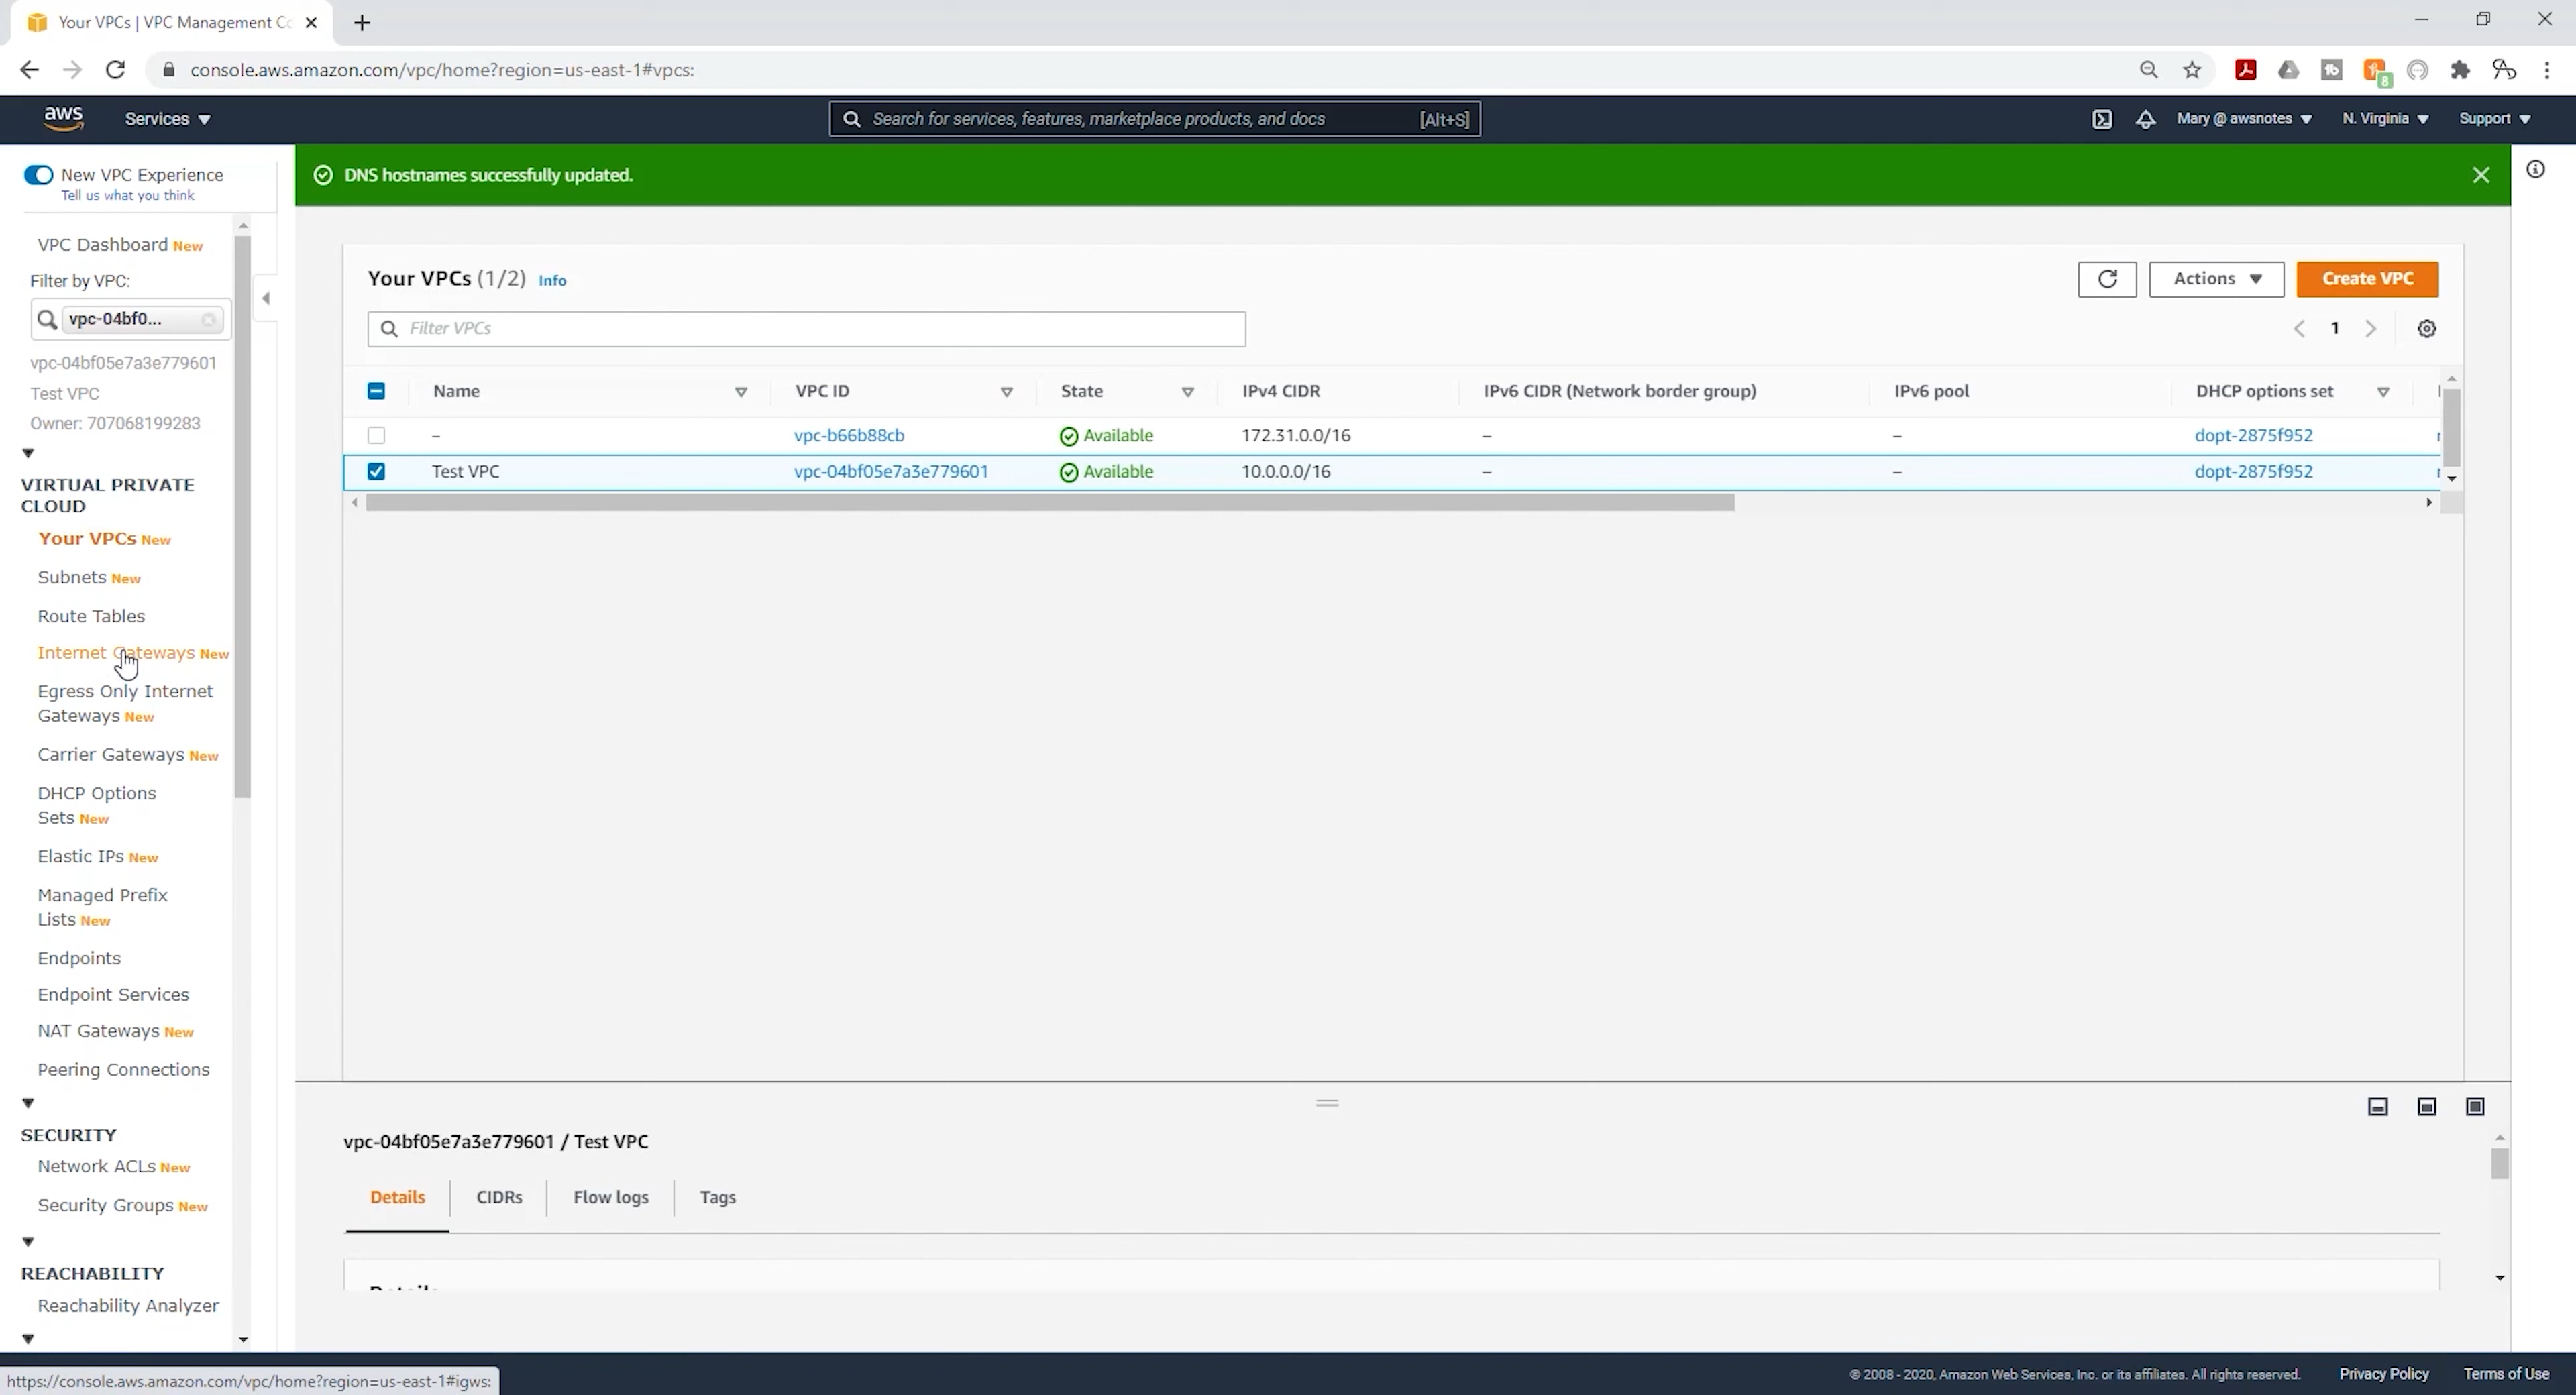 Your VPCs | VPC Management Co
console.aws.amazon.com/vpc/home?region=us-east-1#vpcs:
8
aws
Services
Search for services, features, marketplace products, and docs [Alt+S]
Mary @ awsnotes
N. Virginia
Support
New VPC Experience
Tell us what you think
DNS hostnames successfully updated.
VPC Dashboard New
Filter by VPC:
vpc-04bf0...
vpc-04bf05e7a3e779601
Test VPC
Owner: 707068199283
VIRTUAL PRIVATE
CLOUD
Your VPCs New
Subnets New
Route Tables
Internet Gateways New
Egress Only Internet
Gateways New
Carrier Gateways New
DHCP Options
Sets New
Elastic IPs New
Managed Prefix
Lists New
Endpoints
Endpoint Services
NAT Gateways New
Peering Connections
SECURITY
Network ACLs New
Security Groups New
REACHABILITY
Reachability Analyzer
Your VPCs (1/2) Info
Actions
Create VPC
Filter VPCs
1
Name VPC ID State IPv4 CIDR IPv6 CIDR (Network border group) IPv6 pool DHCP options set
– vpc-b66b88cb Available 172.31.0.0/16 – – dopt-2875f952
Test VPC vpc-04bf05e7a3e779601 Available 10.0.0.0/16 – – dopt-2875f952
vpc-04bf05e7a3e779601 / Test VPC
Details CIDRs Flow logs Tags
Details
https://console.aws.amazon.com/vpc/home?region=us-east-1#igws:
© 2008 - 2020, Amazon Web Services, Inc. or its affiliates. All rights reserved. Privacy Policy Terms of Use